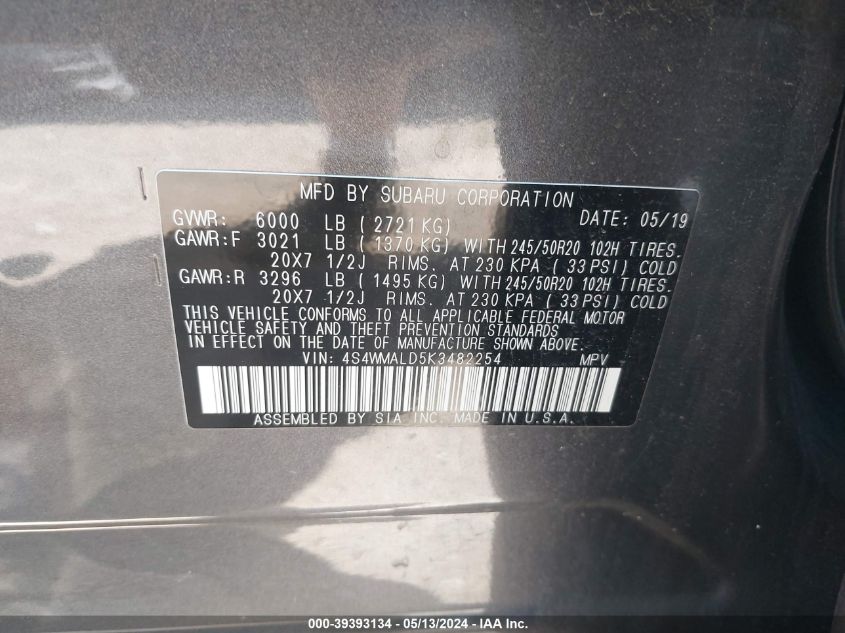 MFD BY SUBARU CORPORATION
GVWR: 6000 LB ( 2721 KG) DATE: 05/19
GAWR:F 3021 LB ( 1370 KG) WITH 245/50R20 102H TIRES.
20X7 1/2J RIMS. AT 230 KPA ( 33 PSI) COLD
GAWR:R 3296 LB ( 1495 KG) WITH 245/50R20 102H TIRES.
20X7 1/2J RIMS. AT 230 KPA ( 33 PSI) COLD
THIS VEHICLE CONFORMS TO ALL APPLICABLE FEDERAL MOTOR
VEHICLE SAFETY AND THEFT PREVENTION STANDARDS
IN EFFECT ON THE DATE OF MANUFACTURE SHOWN ABOVE.
VIN: 4S4WMALD5K3482254 MPV
ASSEMBLED BY SIA INC. MADE IN U.S.A.
000-39393134 - 05/13/2024 - IAA Inc.